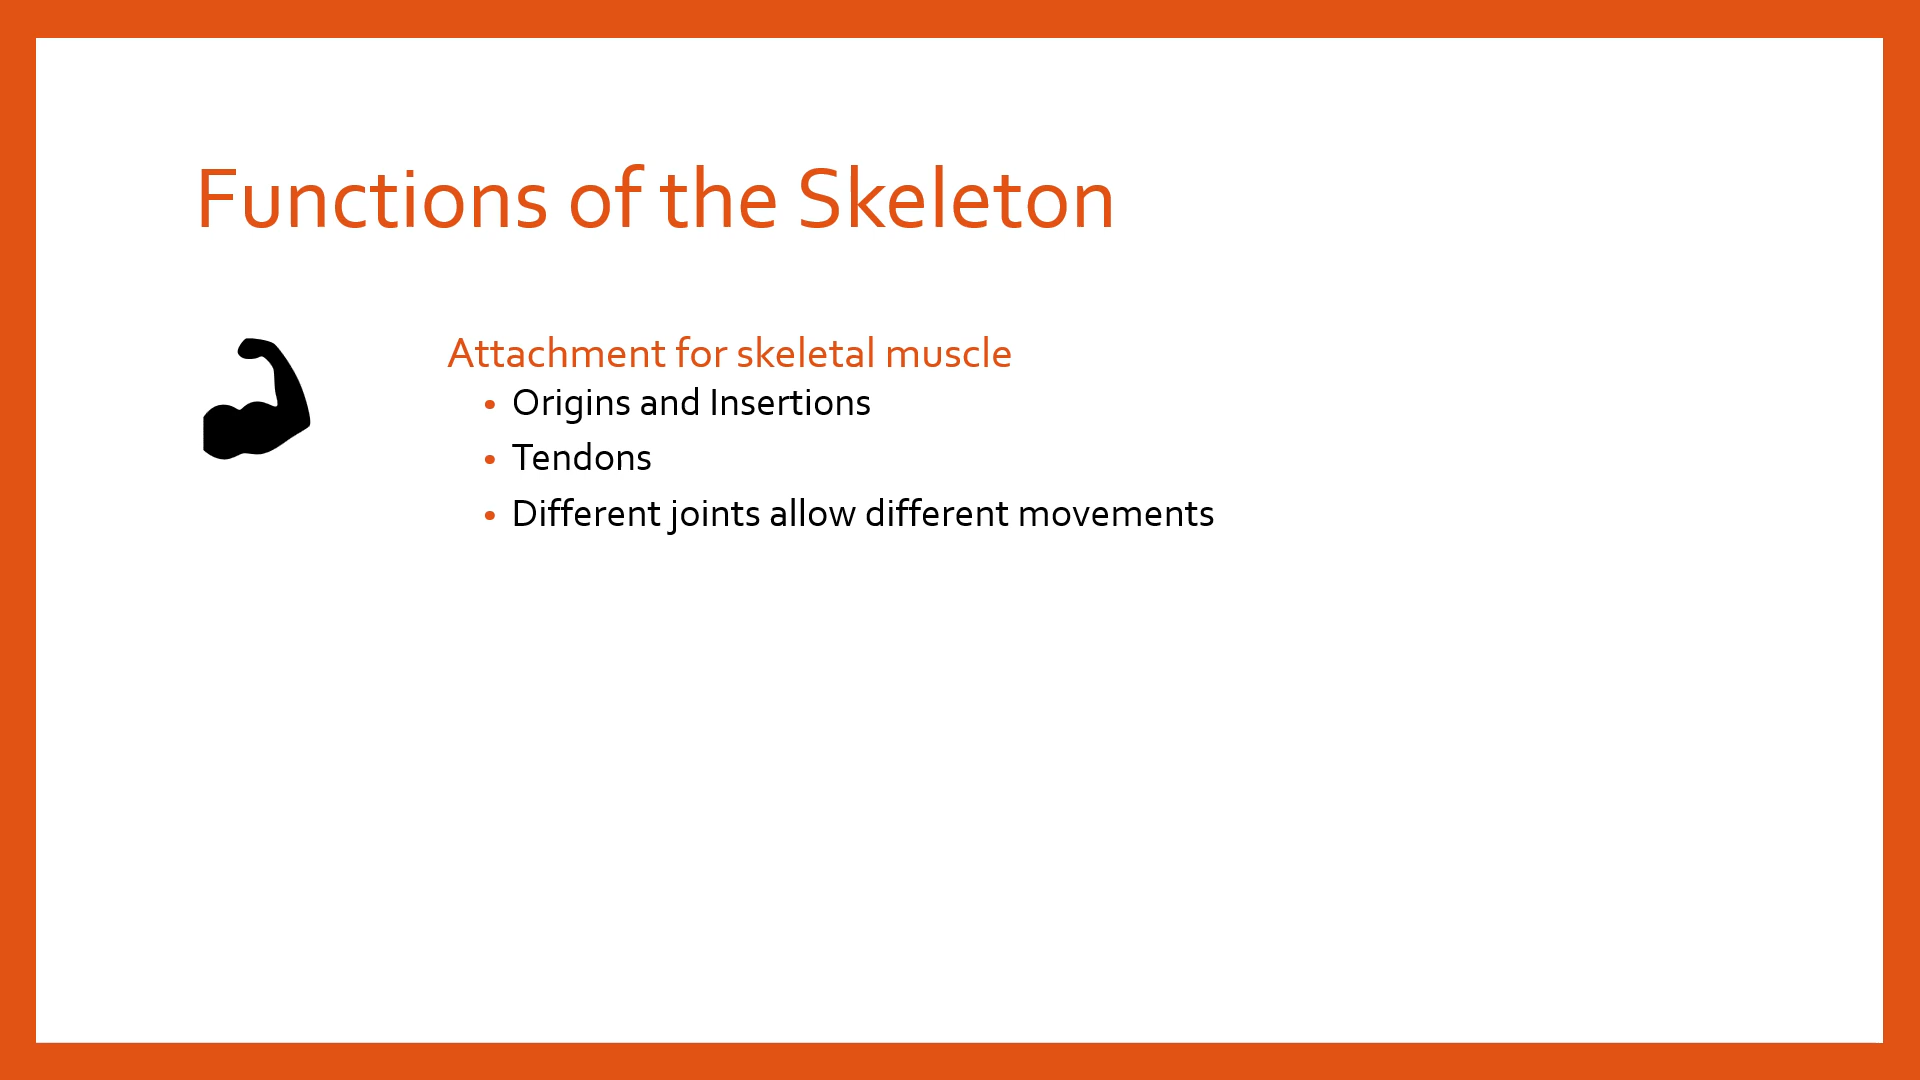 Functions of the Skeleton
Attachment for skeletal muscle
• Origins and Insertions
• Tendons
• Different joints allow different movements